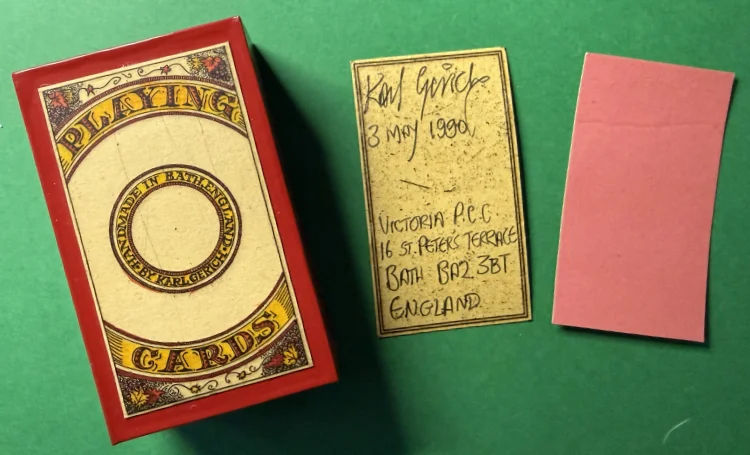 PLAYING
HANDMADE IN BATH, ENGLAND, BY KARL GERICH
CARDS
Karl Gerich
3 MAY 1990,
VICTORIA P.C.C
16 ST. PETER'S TERRACE
BATH BA2 3BT
ENGLAND